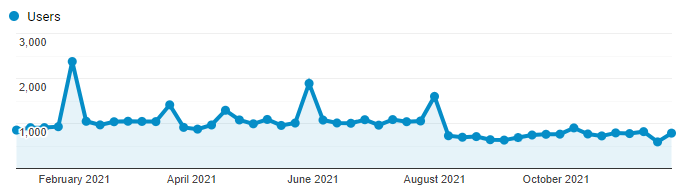 Users
3,000
2,000
1,000
February 2021
April 2021
June 2021
August 2021
October 2021